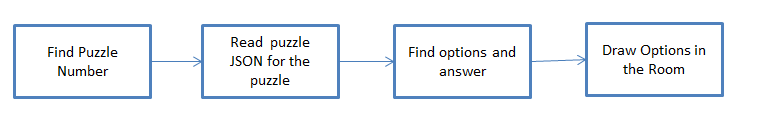 Find Puzzle
Number
Read puzzle
JSON for the
puzzle
Find options and
answer
Draw Options in
the Room